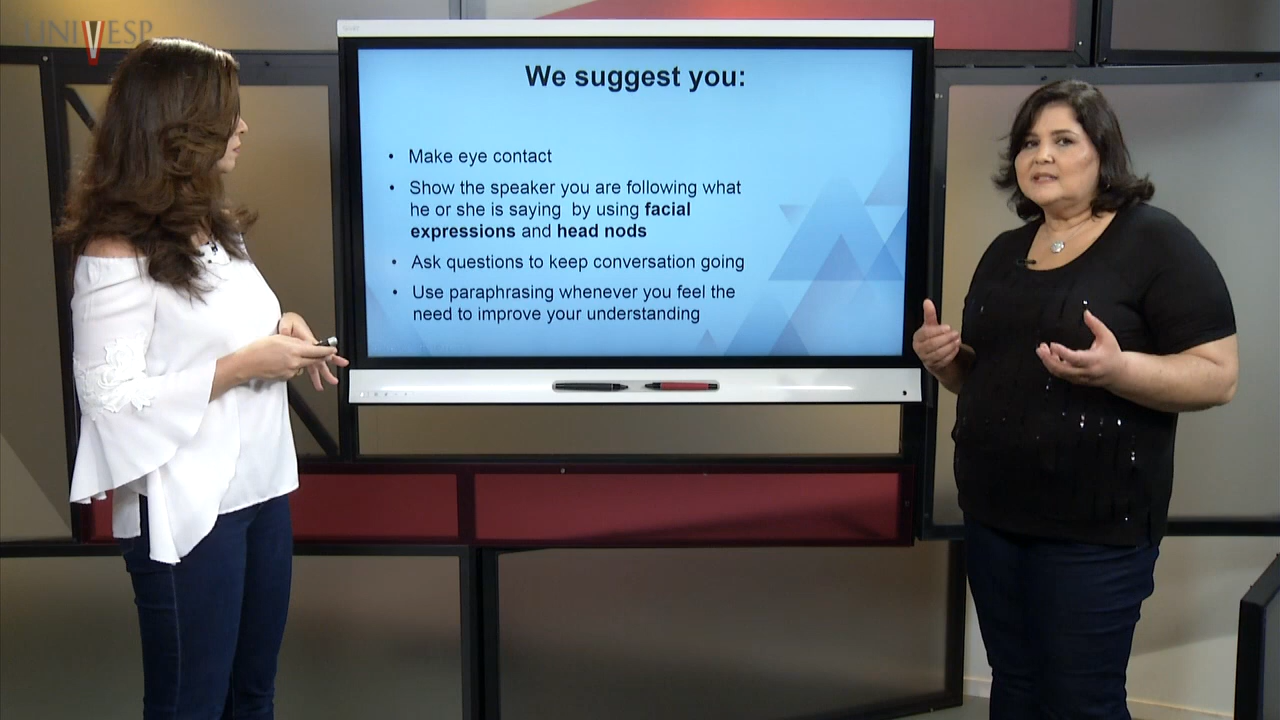 UNIVESP
We suggest you:
• Make eye contact
• Show the speaker you are following what
he or she is saying by using facial
expressions and head nods
• Ask questions to keep conversation going
• Use paraphrasing whenever you feel the
need to improve your understanding